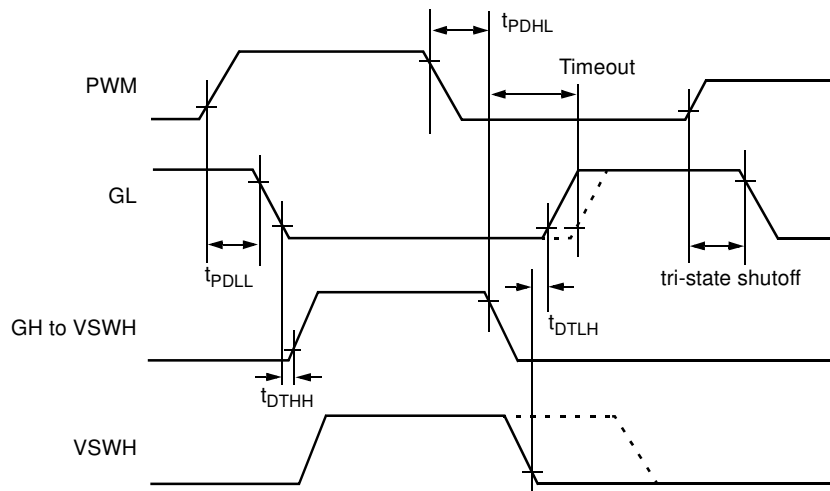 tPDHL
Timeout
PWM
GL
tPDLL
tri-state shutoff
GH to VSWH
tDTLH
tDTHH
VSWH